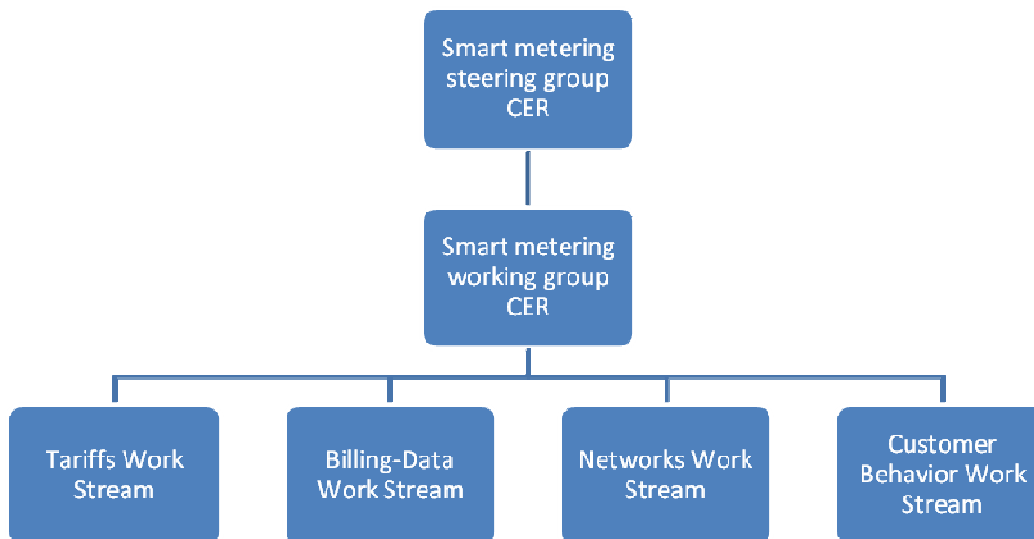 Smart metering
steering group
CER
Smart metering
working group
CER
Tariffs Work
Stream
Billing-Data
Work Stream
Networks Work
Stream
Customer
Behavior Work
Stream